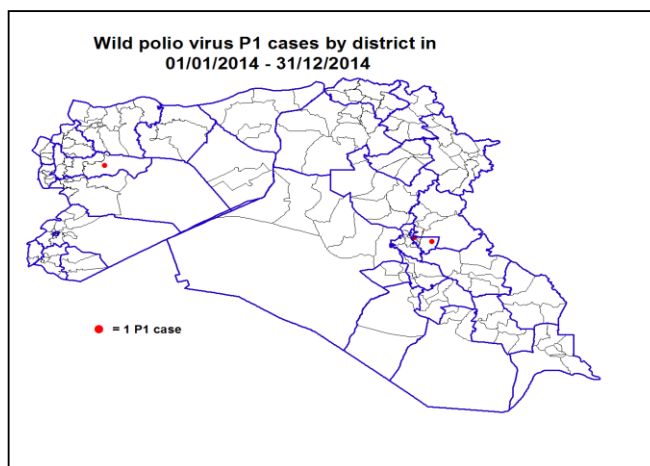 Wild polio virus P1 cases by district in
01/01/2014 - 31/12/2014
= 1 P1 case